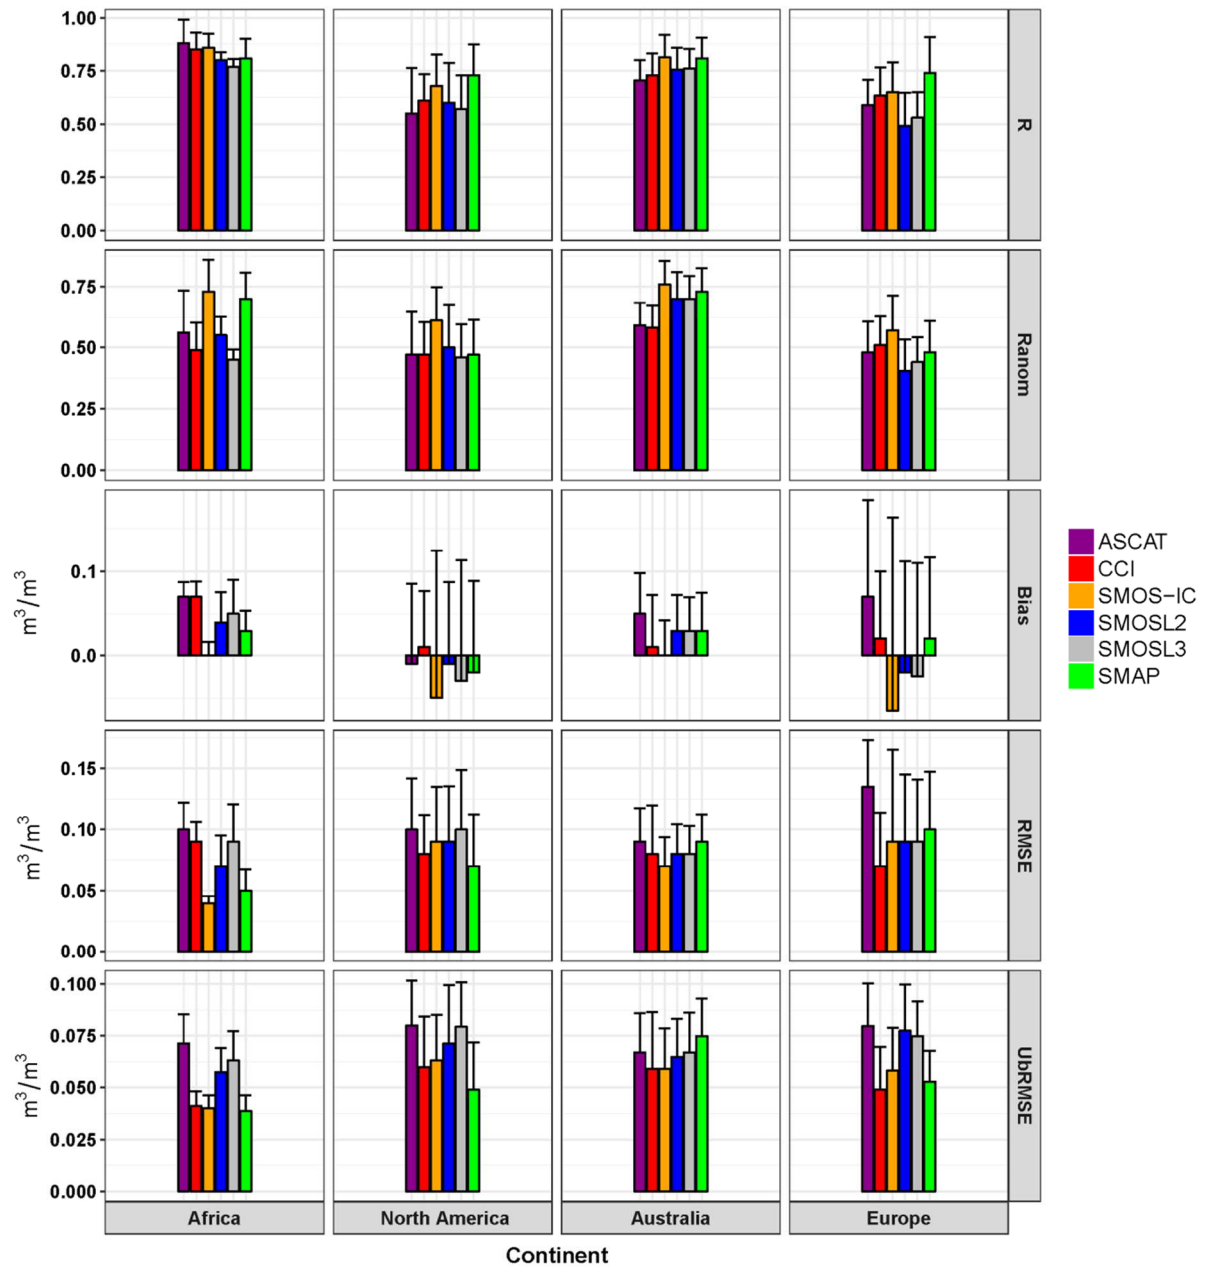 1.00
0.75
0.50
0.25
0.00
R
0.75
0.50
0.25
0.00
Ranom
m³/m³
0.1
0.0
Bias
m³/m³
0.15
0.10
0.05
0.00
RMSE
m³/m³
0.100
0.075
0.050
0.025
0.000
UbRMSE
Africa
North America
Australia
Europe
Continent
ASCAT
CCI
SMOS-IC
SMOSL2
SMOSL3
SMAP